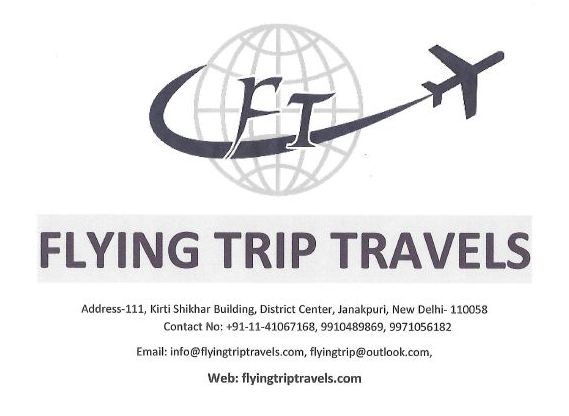 FT
FLYING TRIP TRAVELS
Address-111, Kirti Shikhar Building, District Center, Janakpuri, New Delhi- 110058
Contact No: +91-11-41067168, 9910489869, 9971056182
Email: info@flyingtriptravels.com, flyingtrip@outlook.com,
Web: flyingtriptravels.com